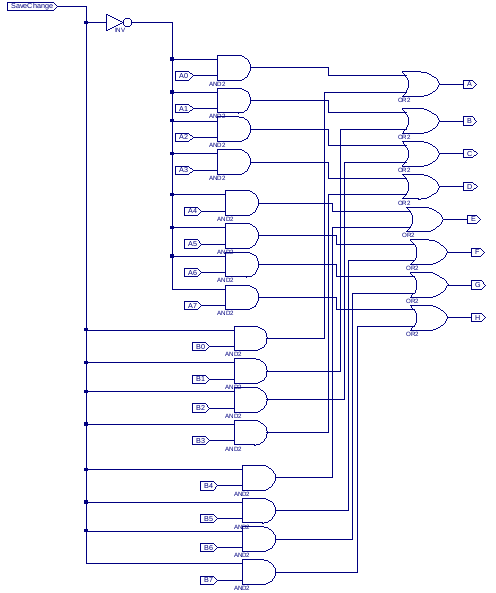 SaveChange
INV
A0
AND2
A
OR2
A1
AND2
B
OR2
A2
AND2
C
OR2
A3
AND2
D
OR2
A4
AND2
E
OR2
A5
AND2
F
OR2
A6
AND2
G
OR2
A7
AND2
H
OR2
B0
AND2
B1
AND2
B2
AND2
B3
AND2
B4
AND2
B5
AND2
B6
AND2
B7
AND2